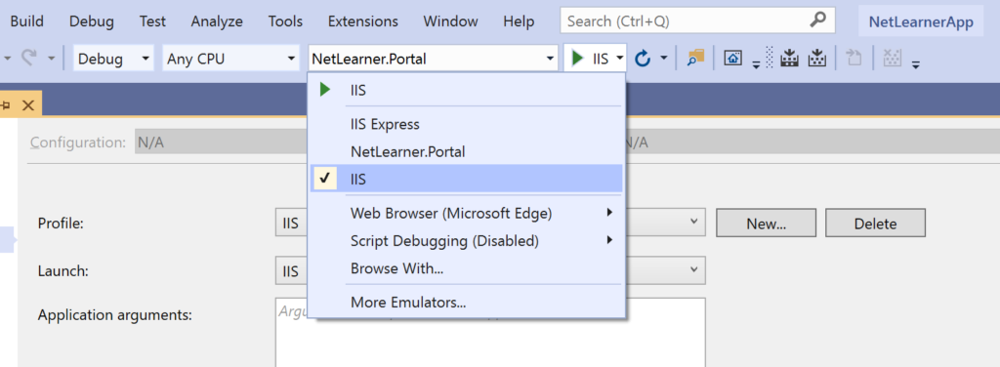 Build Debug Test Analyze Tools Extensions Window Help Search (Ctrl+Q) NetLearnerApp
Debug Any CPU NetLearner.Portal IIS
IIS
IIS Express
Configuration: N/A N/A
NetLearner.Portal
IIS
Web Browser (Microsoft Edge)
Profile: IIS New... Delete
Script Debugging (Disabled)
Launch: IIS
Browse With...
More Emulators...
Application arguments: